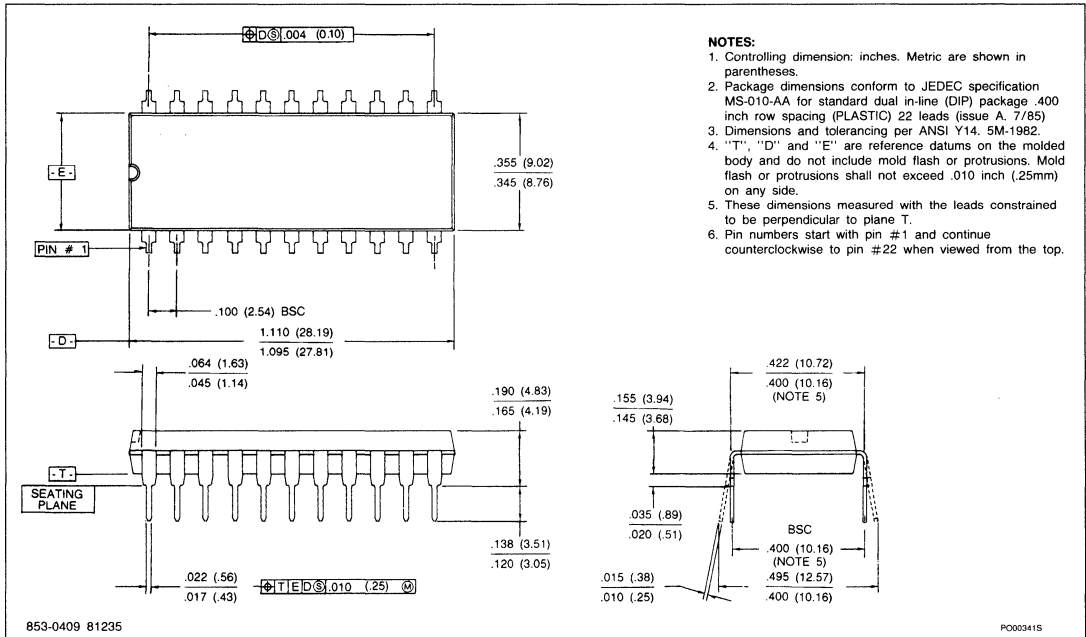 ⌖ D Ⓢ .004 (0.10)
- E -
.355 (9.02)
.345 (8.76)
PIN # 1
.100 (2.54) BSC
- D -
1.110 (28.19)
1.095 (27.81)
NOTES:
1. Controlling dimension: inches. Metric are shown in
parentheses.
2. Package dimensions conform to JEDEC specification
MS-010-AA for standard dual in-line (DIP) package .400
inch row spacing (PLASTIC) 22 leads (issue A. 7/85)
3. Dimensions and tolerancing per ANSI Y14. 5M-1982.
4. "T", "D" and "E" are reference datums on the molded
body and do not include mold flash or protrusions. Mold
flash or protrusions shall not exceed .010 inch (.25mm)
on any side.
5. These dimensions measured with the leads constrained
to be perpendicular to plane T.
6. Pin numbers start with pin #1 and continue
counterclockwise to pin #22 when viewed from the top.
.064 (1.63)
.045 (1.14)
.190 (4.83)
.165 (4.19)
- T -
SEATING
PLANE
.138 (3.51)
.120 (3.05)
.022 (.56)
.017 (.43)
⌖ T E D Ⓢ .010 (.25) Ⓜ
.422 (10.72)
.400 (10.16)
(NOTE 5)
.155 (3.94)
.145 (3.68)
.035 (.89)
.020 (.51)
BSC
.400 (10.16)
(NOTE 5)
.015 (.38)
.010 (.25)
.495 (12.57)
.400 (10.16)
853-0409 81235
PO00341S